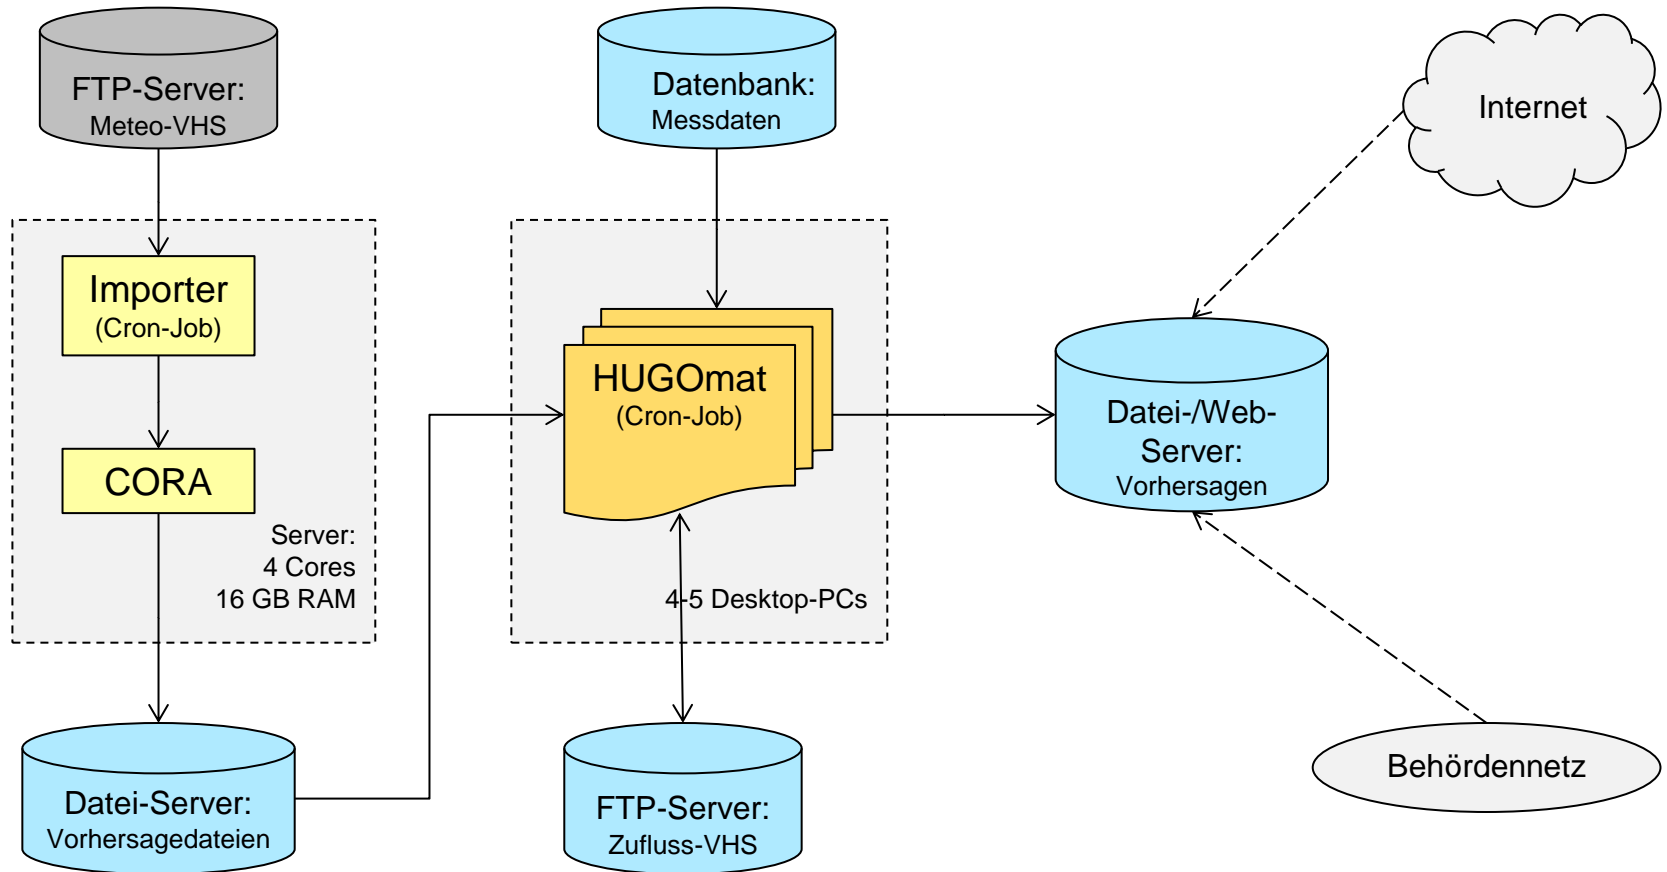 FTP-Server:
Meteo-VHS
Datenbank:
Messdaten
Internet
Importer
(Cron-Job)
CORA
Server:
4 Cores
16 GB RAM
HUGOmat
(Cron-Job)
4-5 Desktop-PCs
Datei-/Web-
Server:
Vorhersagen
Datei-Server:
Vorhersagedateien
FTP-Server:
Zufluss-VHS
Behördennetz